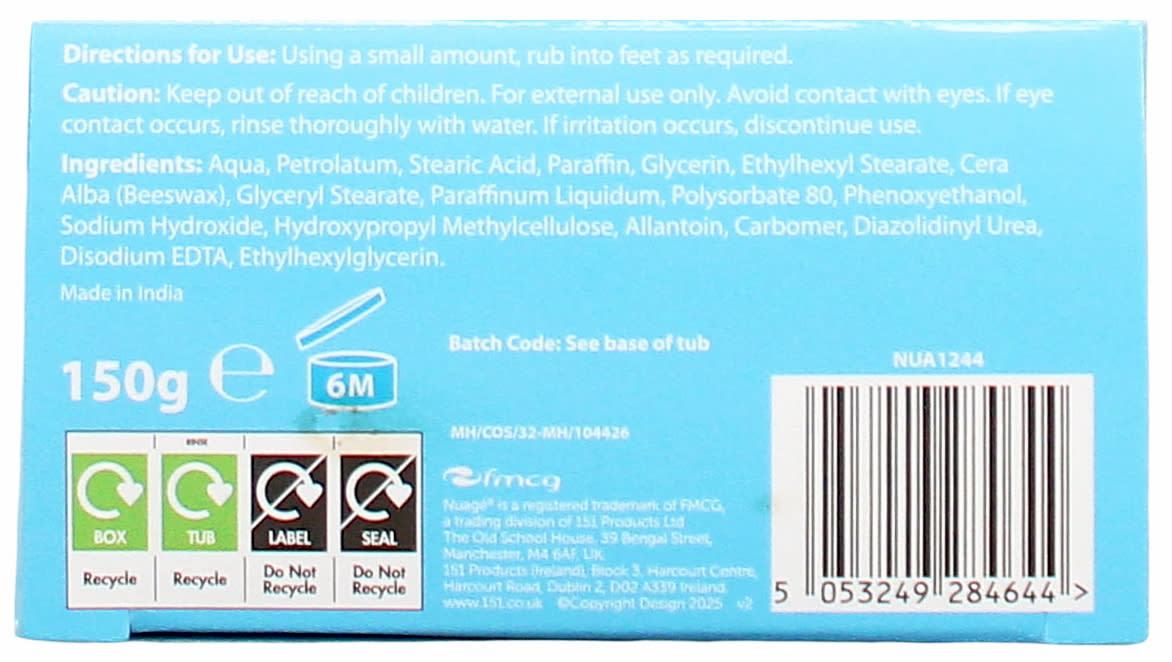 Directions for Use: Using a small amount, rub into feet as required.
Caution: Keep out of reach of children. For external use only. Avoid contact with eyes. If eye
contact occurs, rinse thoroughly with water. If irritation occurs, discontinue use.
Ingredients: Aqua, Petrolatum, Stearic Acid, Paraffin, Glycerin, Ethylhexyl Stearate, Cera
Alba (Beeswax), Glyceryl Stearate, Paraffinum Liquidum, Polysorbate 80, Phenoxyethanol,
Sodium Hydroxide, Hydroxypropyl Methylcellulose, Allantoin, Carbomer, Diazolidinyl Urea,
Disodium EDTA, Ethylhexylglycerin.
Made in India
150g e
6M
Batch Code: See base of tub
NUA1244
MH/COS/32-MH/104426
RINSE
BOX TUB LABEL SEAL
Recycle Recycle Do Not Do Not
Recycle Recycle
fmcg
Nuagé® is a registered trademark of FMCG,
a trading division of 151 Products Ltd
The Old School House, 39 Bengal Street,
Manchester, M4 6AF, UK.
151 Products (Ireland), Block 3, Harcourt Centre,
Harcourt Road, Dublin 2, D02 A339 Ireland.
www.151.co.uk ©Copyright Design 2025 v2
5 053249 284644 >